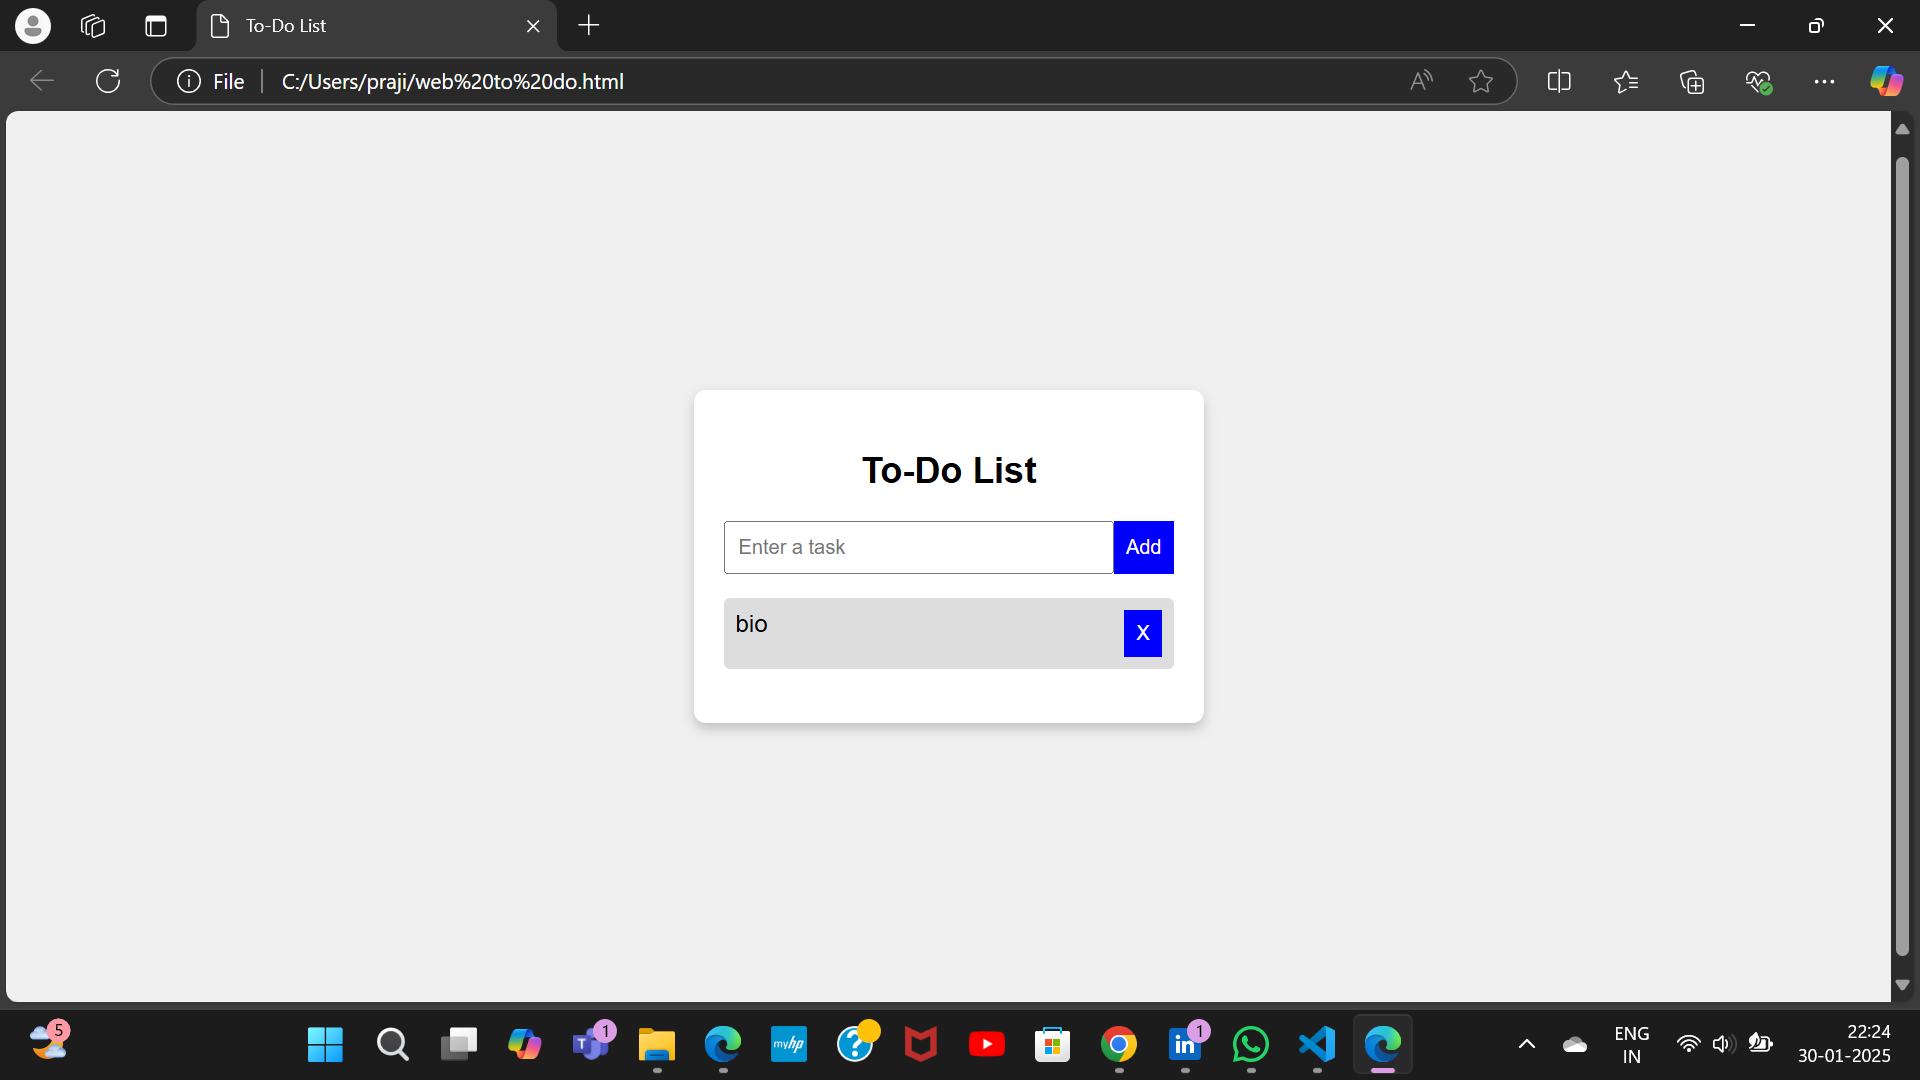 To-Do List
File
C:/Users/praji/web%20to%20do.html
To-Do List
Enter a task
Add
bio
X
5
T
1
myhp
?
in
1
ENG
IN
22:24
30-01-2025